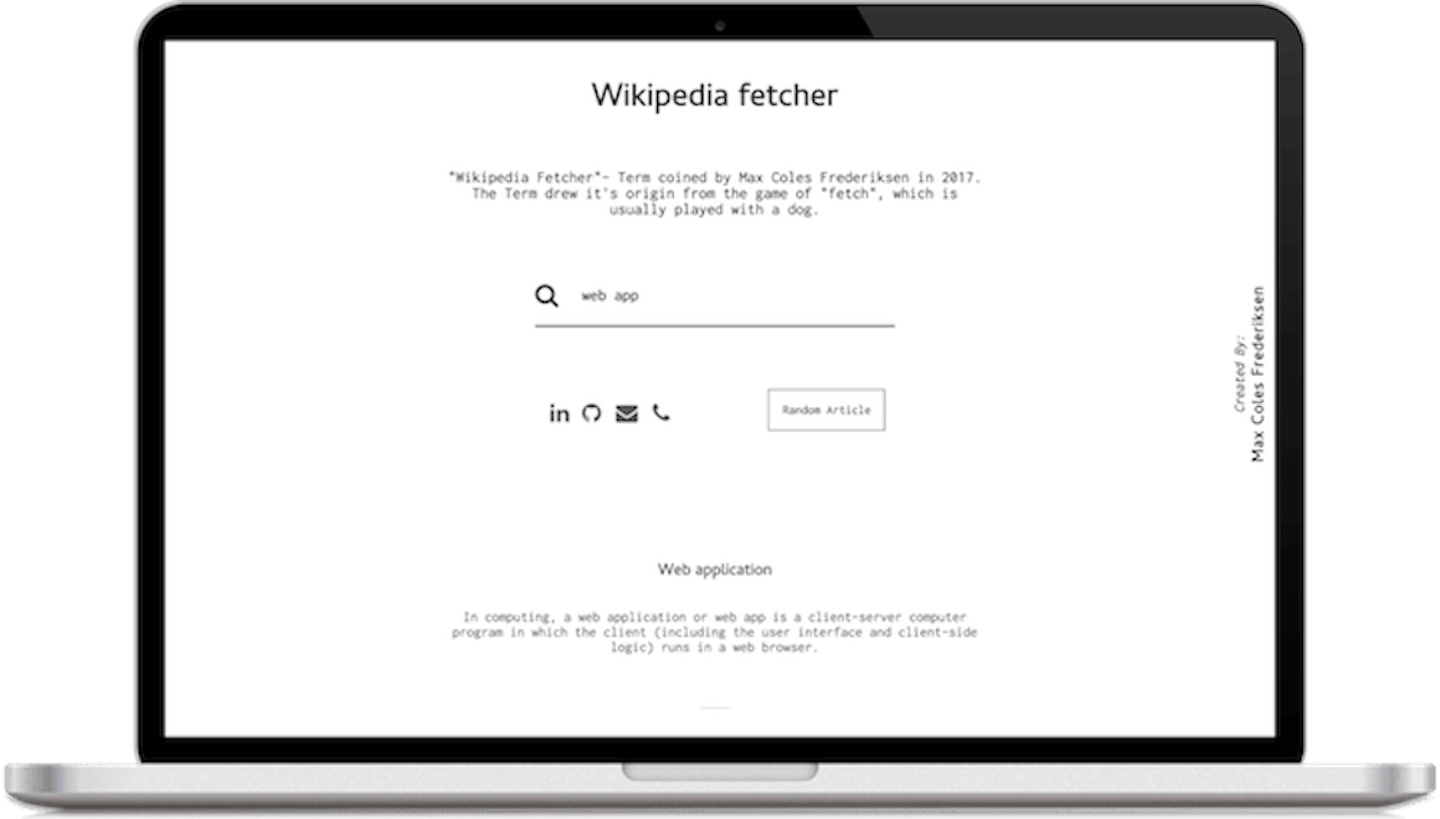 Wikipedia fetcher
"Wikipedia Fetcher"- Term coined by Max Coles Frederiksen in 2017.
The Term drew it's origin from the game of "fetch", which is
usually played with a dog.
web app
in
Random Article
Created By:
Max Coles Frederiksen
Web application
In computing, a web application or web app is a client-server computer
program in which the client (including the user interface and client-side
logic) runs in a web browser.